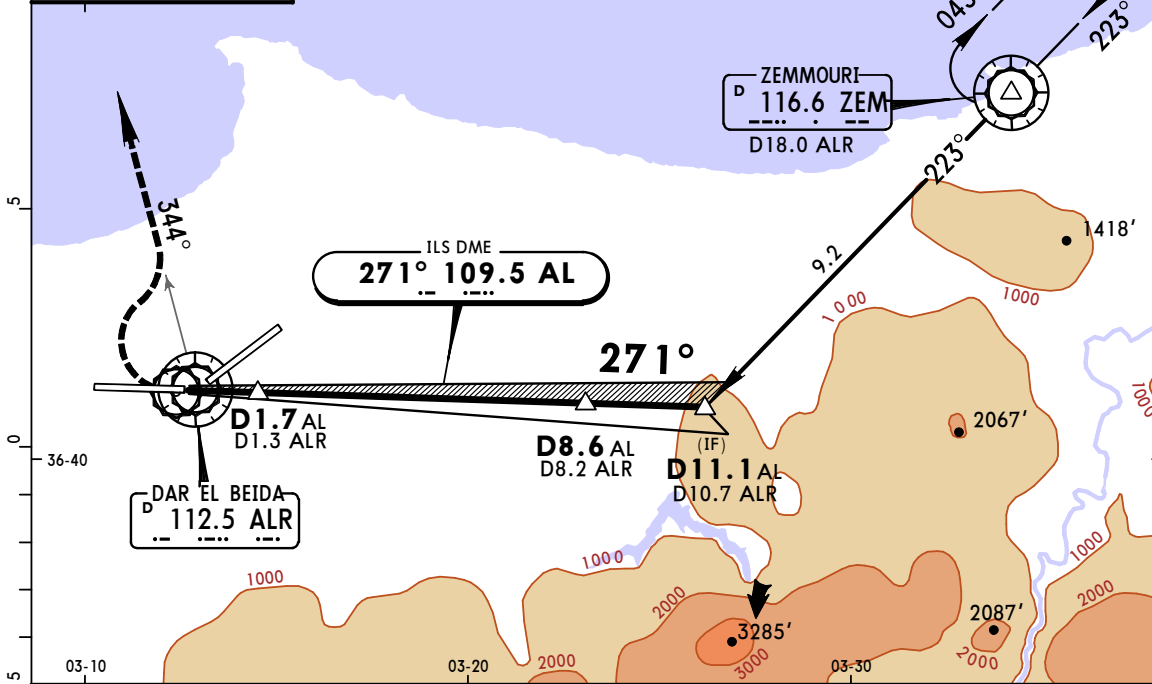 043
223°
ZEMMOURI
D 116.6 ZEM
D18.0 ALR
223°
5
344°
1418'
ILS DME
271° 109.5 AL
9.2
1000
1000
271°
1000
D1.7 AL
D1.3 ALR
2067'
0
36-40
D8.6 AL
D8.2 ALR
(IF)
D11.1 AL
D10.7 ALR
DAR EL BEIDA
D 112.5 ALR
1000
1000
1000
2000
2000
2087'
3285'
3000
2000
2000
5
03-10
03-20
03-30